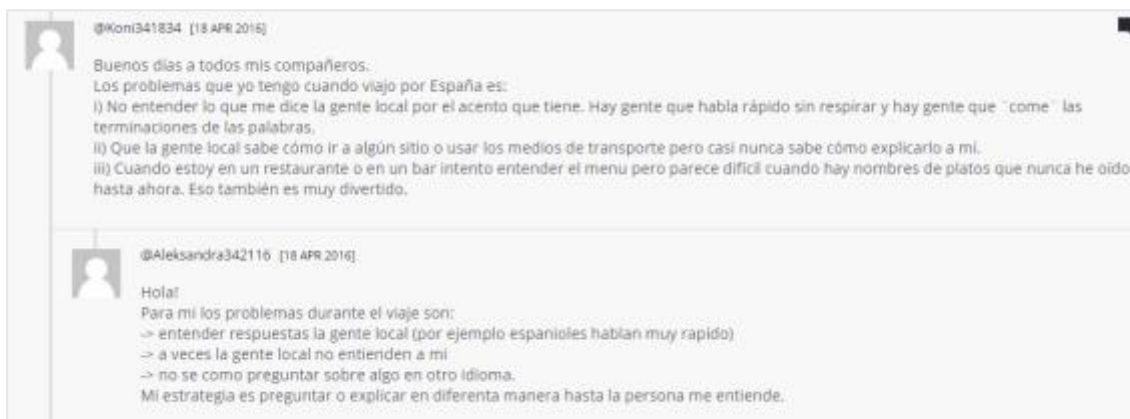 @Koni341834 [18 APR 2016]
Buenos días a todos mis compañeros.
Los problemas que yo tengo cuando viajo por España es:
i) No entender lo que me dice la gente local por el acento que tiene. Hay gente que habla rápido sin respirar y hay gente que ¨come¨ las
terminaciones de las palabras.
ii) Que la gente local sabe cómo ir a algún sitio o usar los medios de transporte pero casi nunca sabe cómo explicarlo a mi.
iii) Cuando estoy en un restaurante o en un bar intento entender el menu pero parece difícil cuando hay nombres de platos que nunca he oído
hasta ahora. Eso también es muy divertido.
@Aleksandra342116 [18 APR 2016]
Hola!
Para mi los problemas durante el viaje son:
-> entender respuestas la gente local (por ejemplo espanioles hablan muy rapido)
-> a veces la gente local no entienden a mi
-> no se como preguntar sobre algo en otro idioma.
Mi estrategia es preguntar o explicar en diferenta manera hasta la persona me entiende.